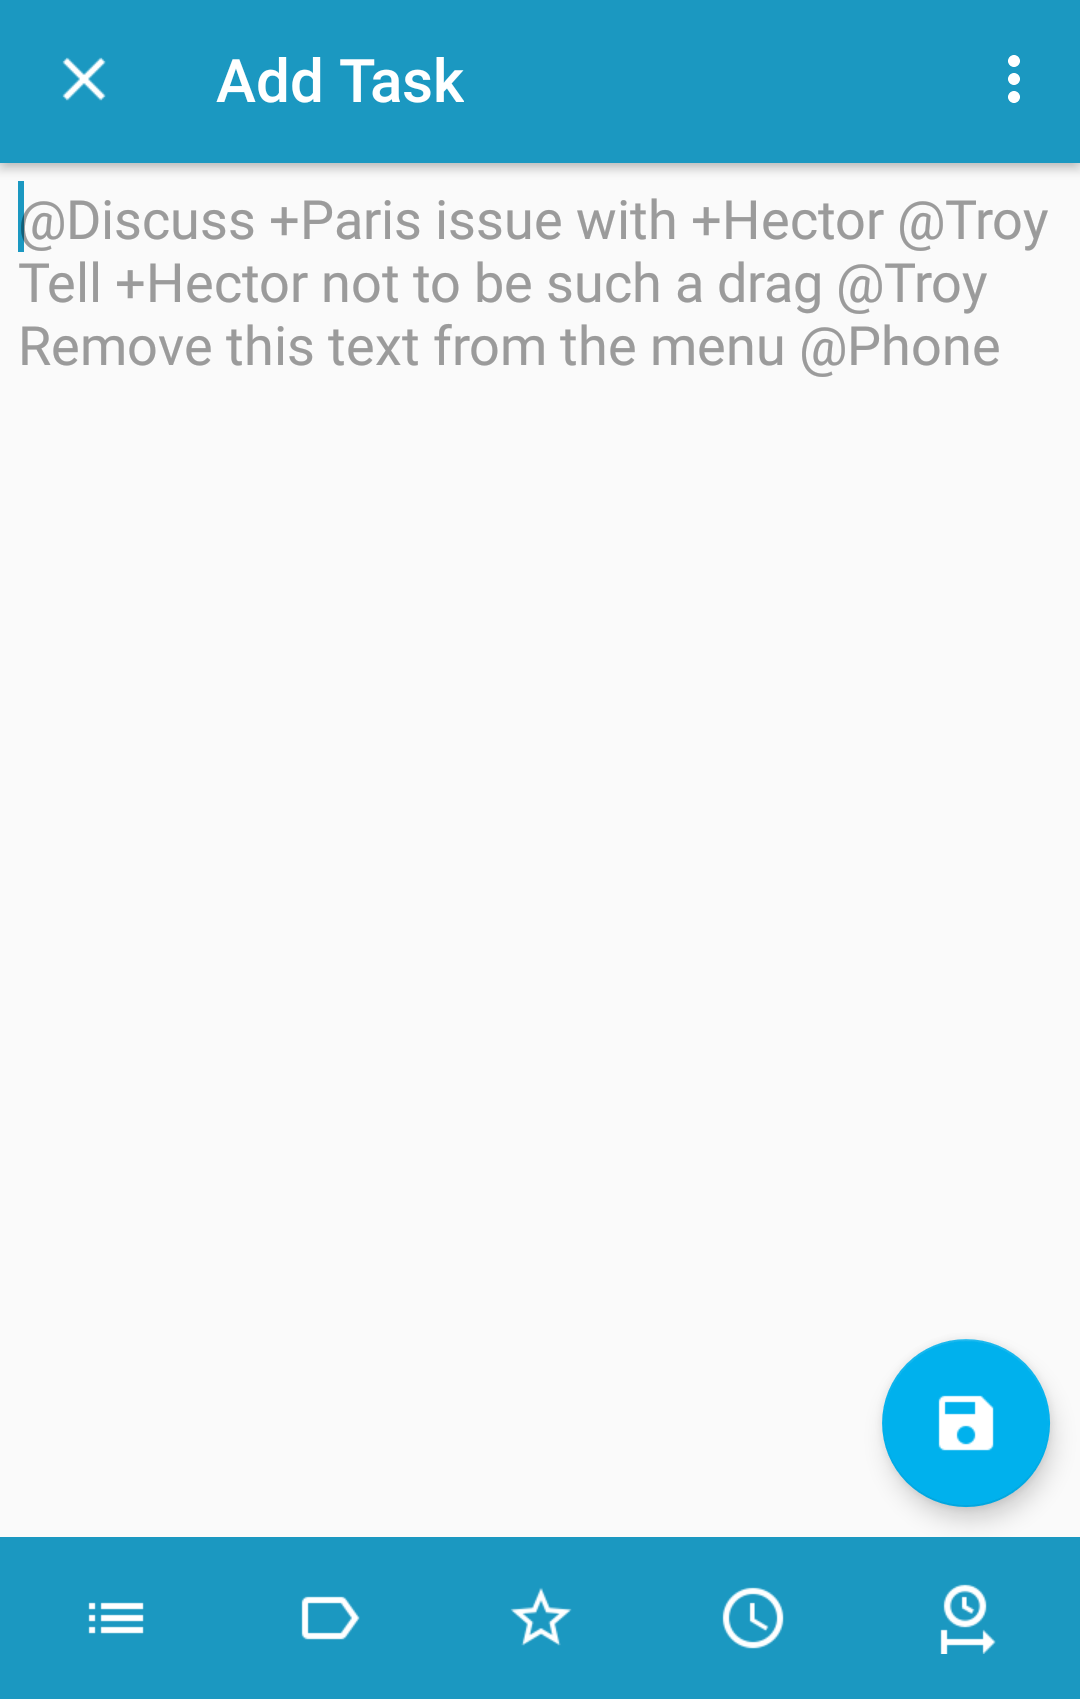 Add Task
@Discuss +Paris issue with +Hector @Troy
Tell +Hector not to be such a drag @Troy
Remove this text from the menu @Phone